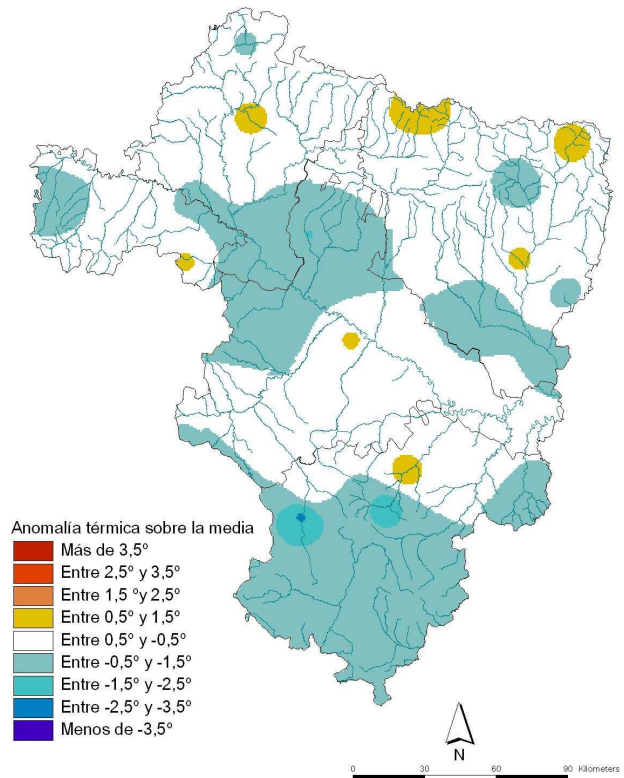 Anomalía térmica sobre la media
Más de 3,5º
Entre 2,5º y 3,5º
Entre 1,5 ºy 2,5º
Entre 0,5º y 1,5º
Entre 0,5º y -0,5º
Entre -0,5º y -1,5º
Entre -1,5º y -2,5º
Entre -2,5º y -3,5º
Menos de -3,5º
N
0 30 60 90 Kilometers